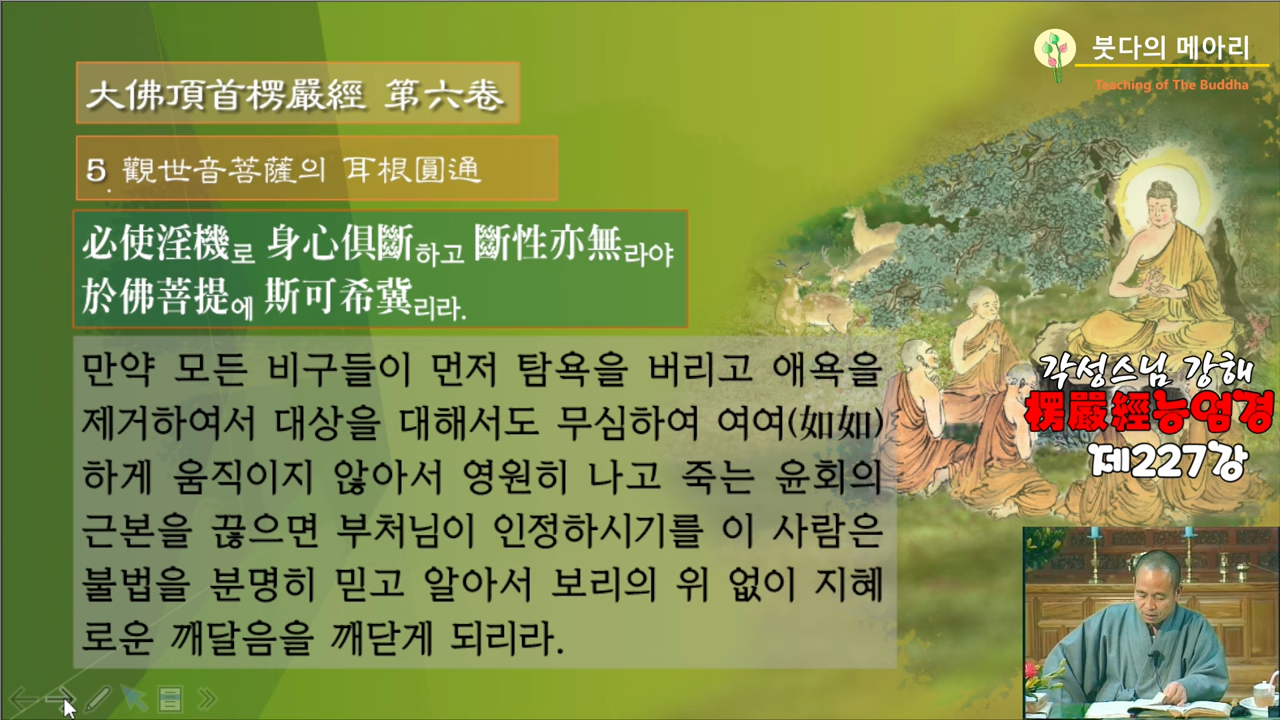 大佛頂首楞嚴經 第六卷
5. 觀世音菩薩의 耳根圓通
必使淫機로 身心俱斷하고 斷性亦無라야
於佛菩提에 斯可希冀리라.
만약 모든 비구들이 먼저 탐욕을 버리고 애욕을
제거하여서 대상을 대해서도 무심하여 여여(如如)
하게 움직이지 않아서 영원히 나고 죽는 윤회의
근본을 끊으면 부처님이 인정하시기를 이 사람은
불법을 분명히 믿고 알아서 보리의 위 없이 지혜
로운 깨달음을 깨닫게 되리라.
붓다의 메아리
Teaching of The Buddha
각성스님 강해
楞嚴經능엄경
제227강